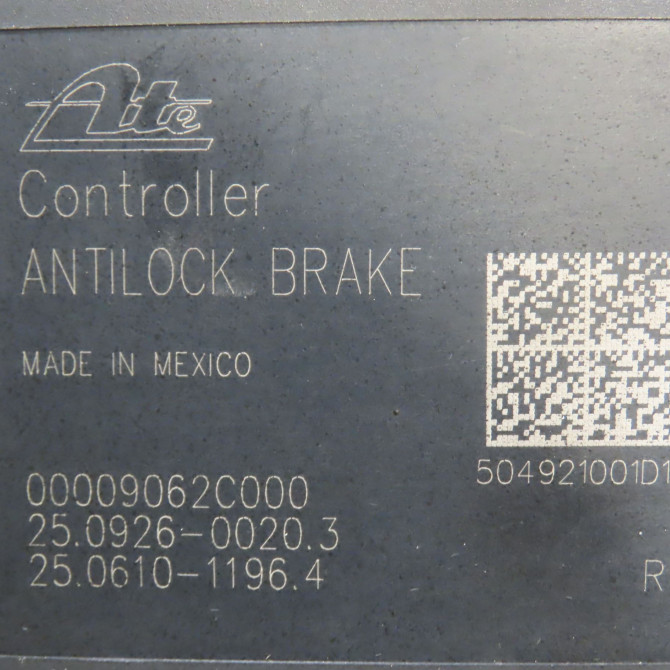 Ate
Controller
ANTILOCK BRAKE
MADE IN MEXICO
504921001D1
00009062C000
25.0926-0020.3
25.0610-1196.4
R